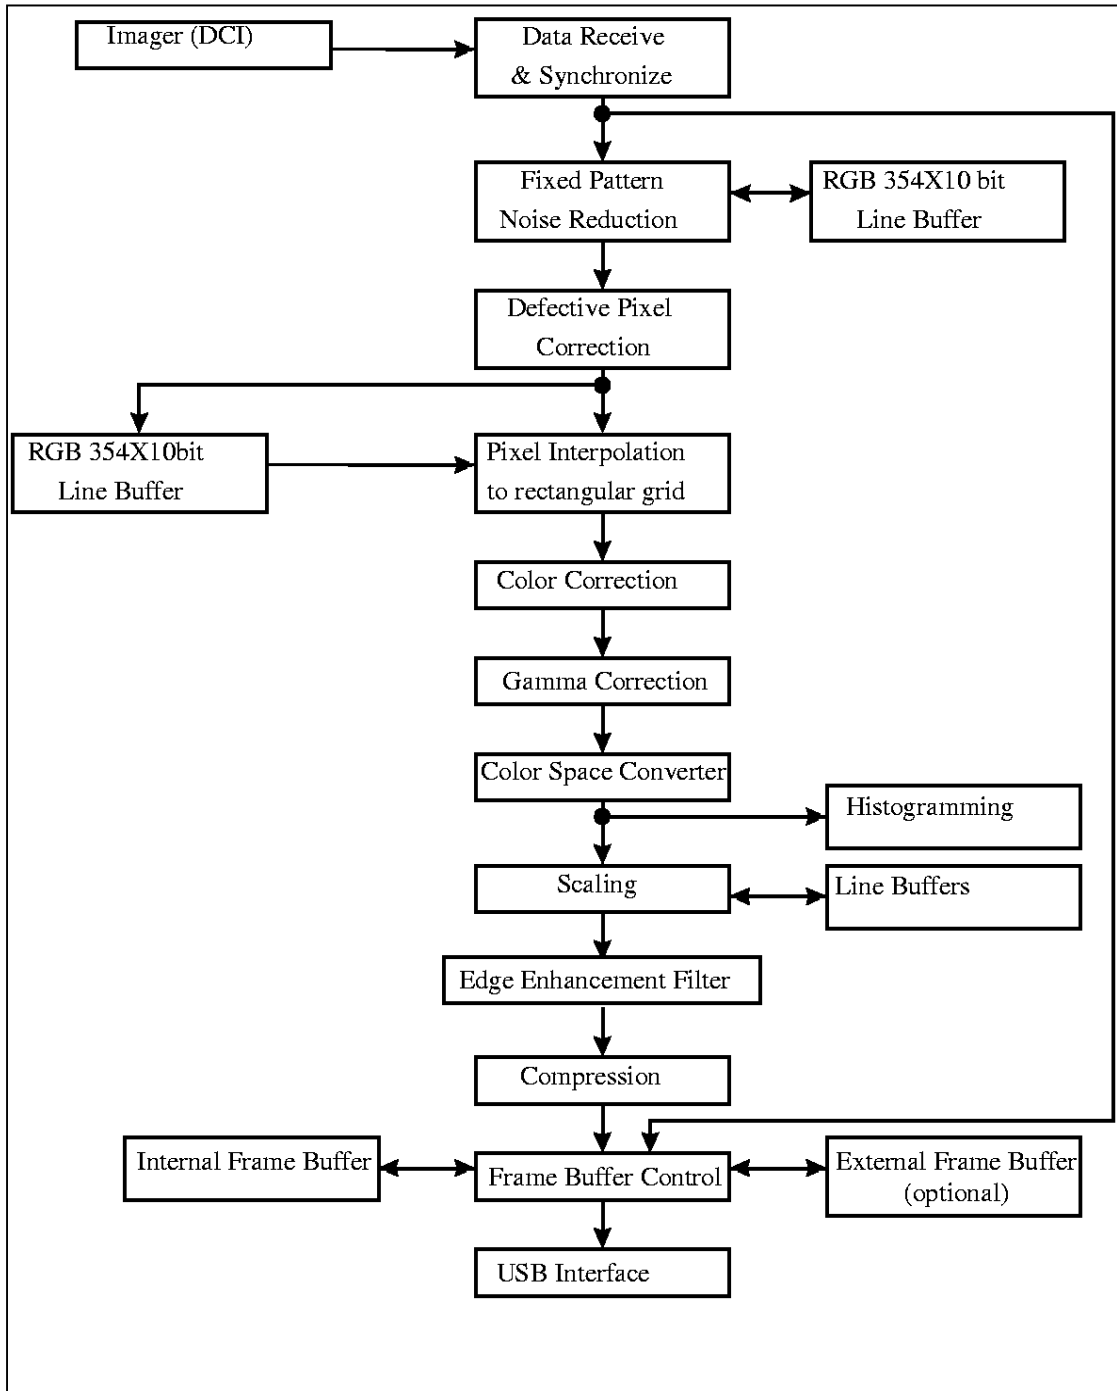 Imager (DCI)
Data Receive
& Synchronize
Fixed Pattern
Noise Reduction
RGB 354X10 bit
Line Buffer
Defective Pixel
Correction
RGB 354X10bit
Line Buffer
Pixel Interpolation
to rectangular grid
Color Correction
Gamma Correction
Color Space Converter
Histogramming
Scaling
Line Buffers
Edge Enhancement Filter
Compression
Internal Frame Buffer
Frame Buffer Control
External Frame Buffer
(optional)
USB Interface